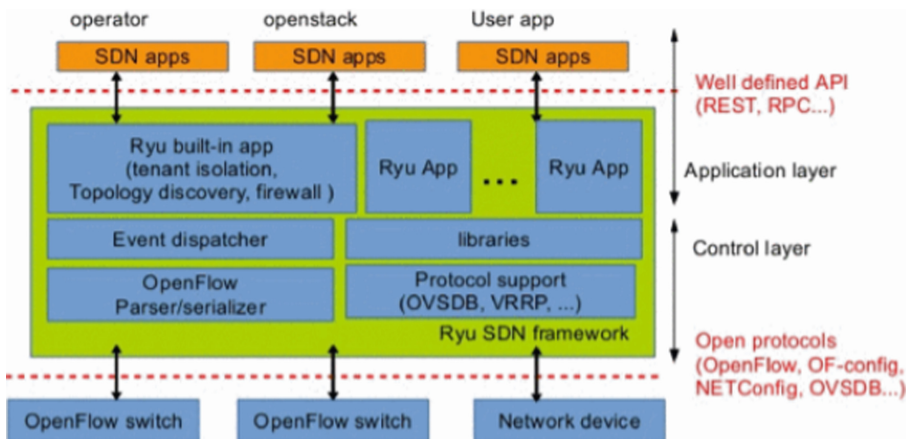 operator
openstack
User app
SDN apps
SDN apps
SDN apps
Well defined API
(REST, RPC...)
Ryu built-in app
(tenant isolation,
Topology discovery, firewall )
Ryu App
...
Ryu App
Application layer
Event dispatcher
libraries
Control layer
OpenFlow
Parser/serializer
Protocol support
(OVSDB, VRRP, ...)
Ryu SDN framework
Open protocols
(OpenFlow, OF-config,
NETConfig, OVSDB...)
OpenFlow switch
OpenFlow switch
Network device